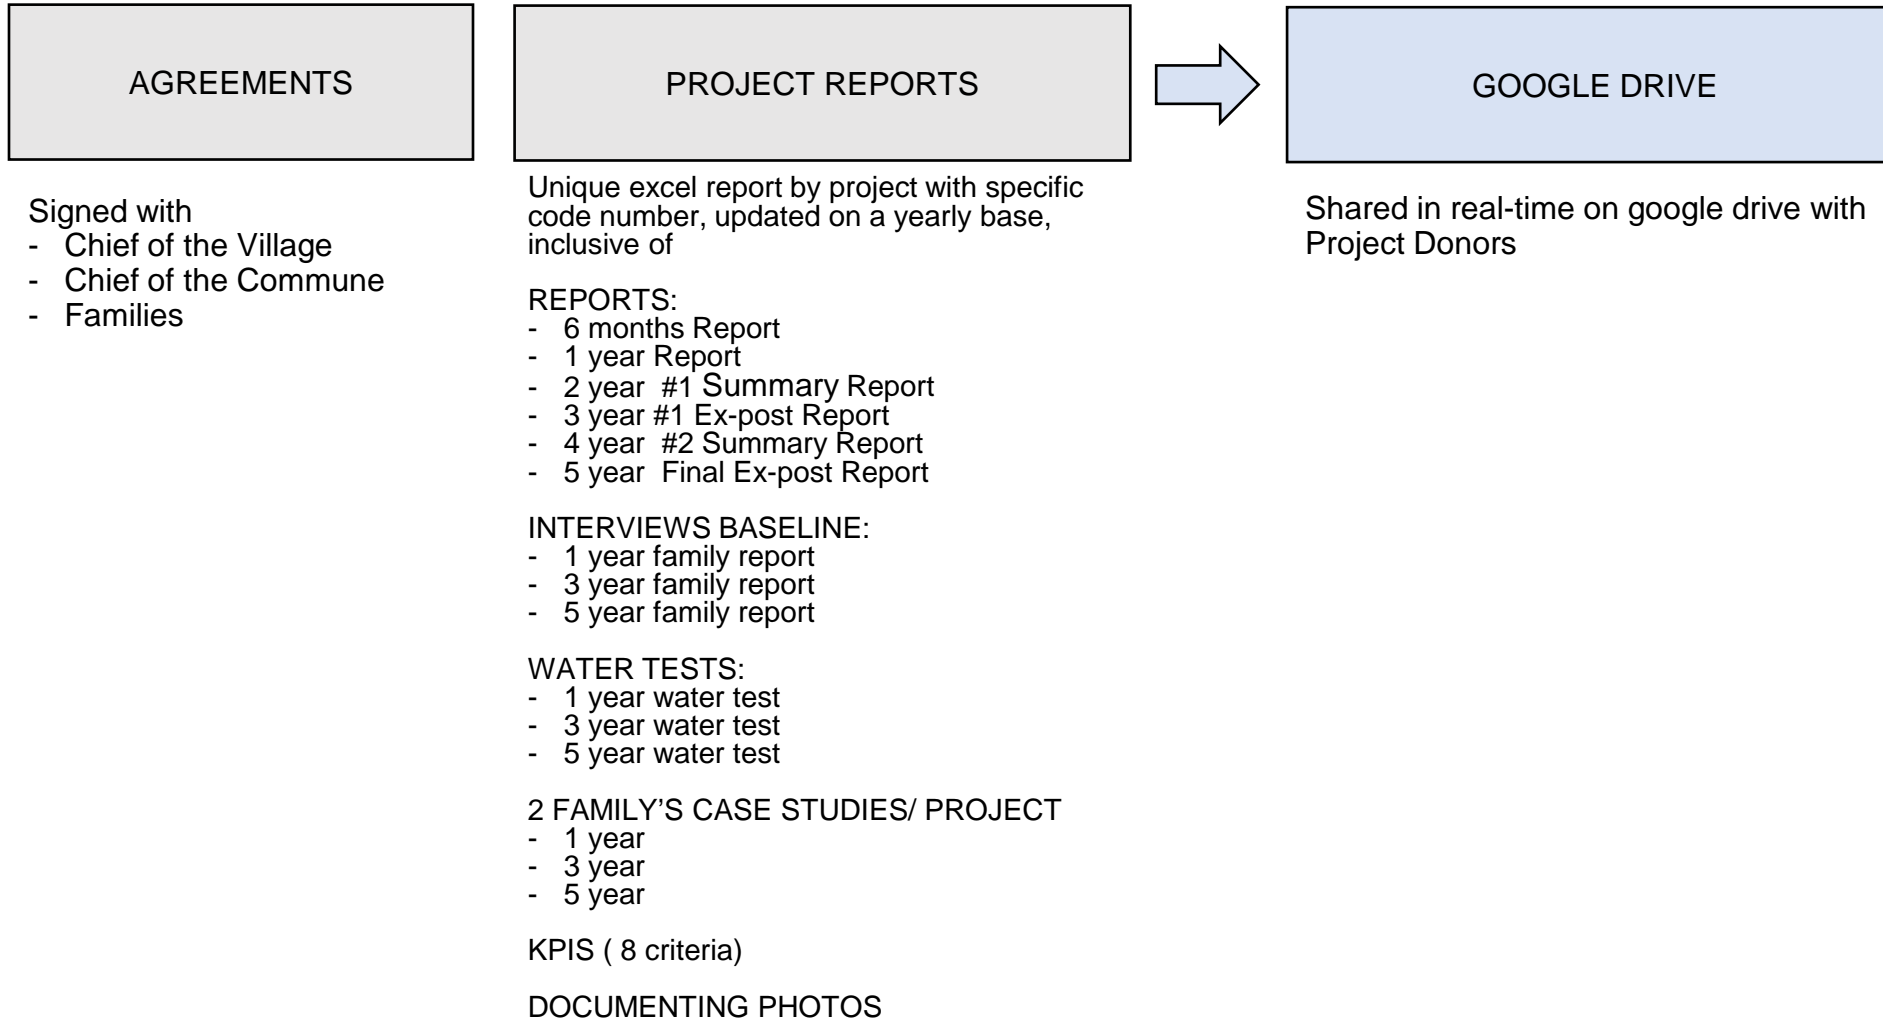 AGREEMENTS
Signed with
- Chief of the Village
- Chief of the Commune
- Families
PROJECT REPORTS
Unique excel report by project with specific
code number, updated on a yearly base,
inclusive of
REPORTS:
- 6 months Report
- 1 year Report
- 2 year  #1 Summary Report
- 3 year #1 Ex-post Report
- 4 year  #2 Summary Report
- 5 year  Final Ex-post Report
INTERVIEWS BASELINE:
- 1 year family report
- 3 year family report
- 5 year family report
WATER TESTS:
- 1 year water test
- 3 year water test
- 5 year water test
2 FAMILY’S CASE STUDIES/ PROJECT
- 1 year
- 3 year
- 5 year
KPIS ( 8 criteria)
DOCUMENTING PHOTOS
GOOGLE DRIVE
Shared in real-time on google drive with
Project Donors